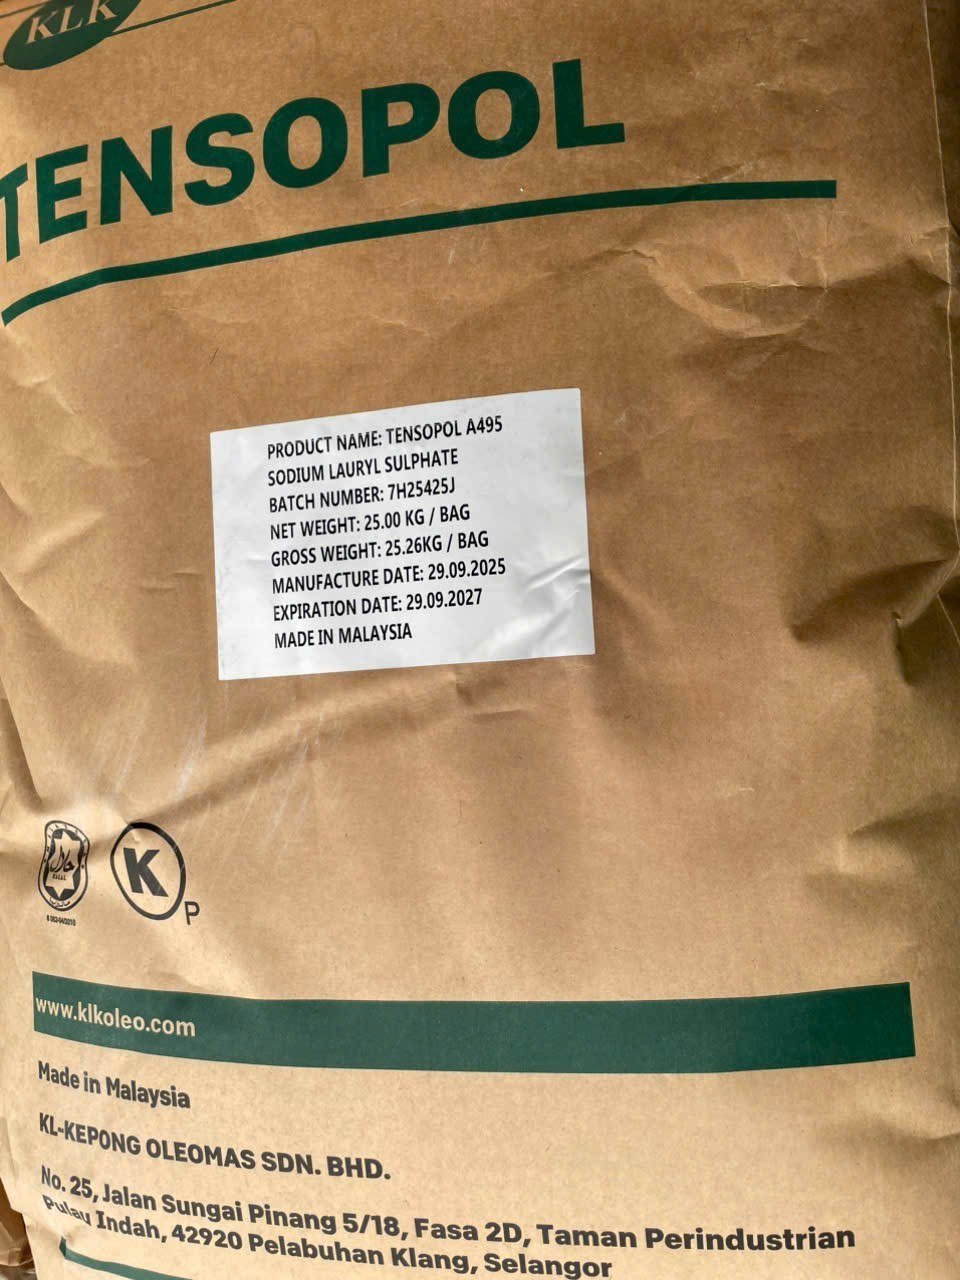 KLK
TENSOPOL
PRODUCT NAME: TENSOPOL A495
SODIUM LAURYL SULPHATE
BATCH NUMBER: 7H25425J
NET WEIGHT: 25.00 KG / BAG
GROSS WEIGHT: 25.26KG / BAG
MANUFACTURE DATE: 29.09.2025
EXPIRATION DATE: 29.09.2027
MADE IN MALAYSIA
حلال
HALAL
K
P
www.klkoleo.com
Made in Malaysia
KL-KEPONG OLEOMAS SDN. BHD.
No. 25, Jalan Sungai Pinang 5/18, Fasa 2D, Taman Perindustrian
Pulau Indah, 42920 Pelabuhan Klang, Selangor